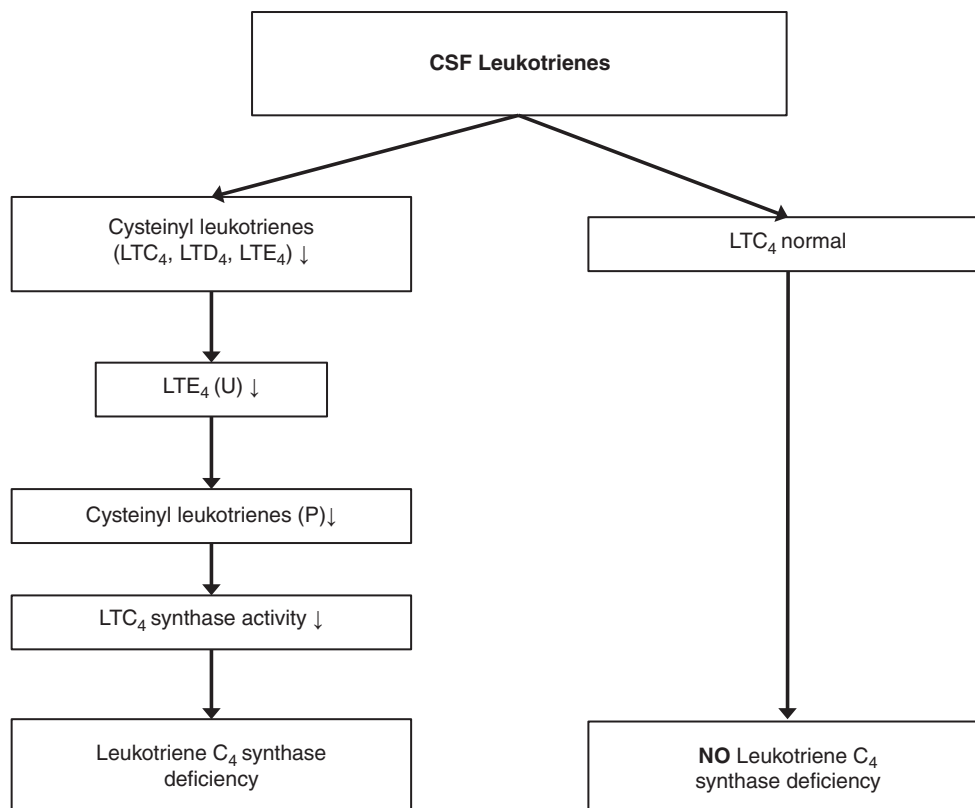 CSF Leukotrienes
Cysteinyl leukotrienes
(LTC₄, LTD₄, LTE₄) ↓
LTC₄ normal
LTE₄ (U) ↓
Cysteinyl leukotrienes (P)↓
LTC₄ synthase activity ↓
Leukotriene C₄ synthase
deficiency
NO Leukotriene C₄
synthase deficiency